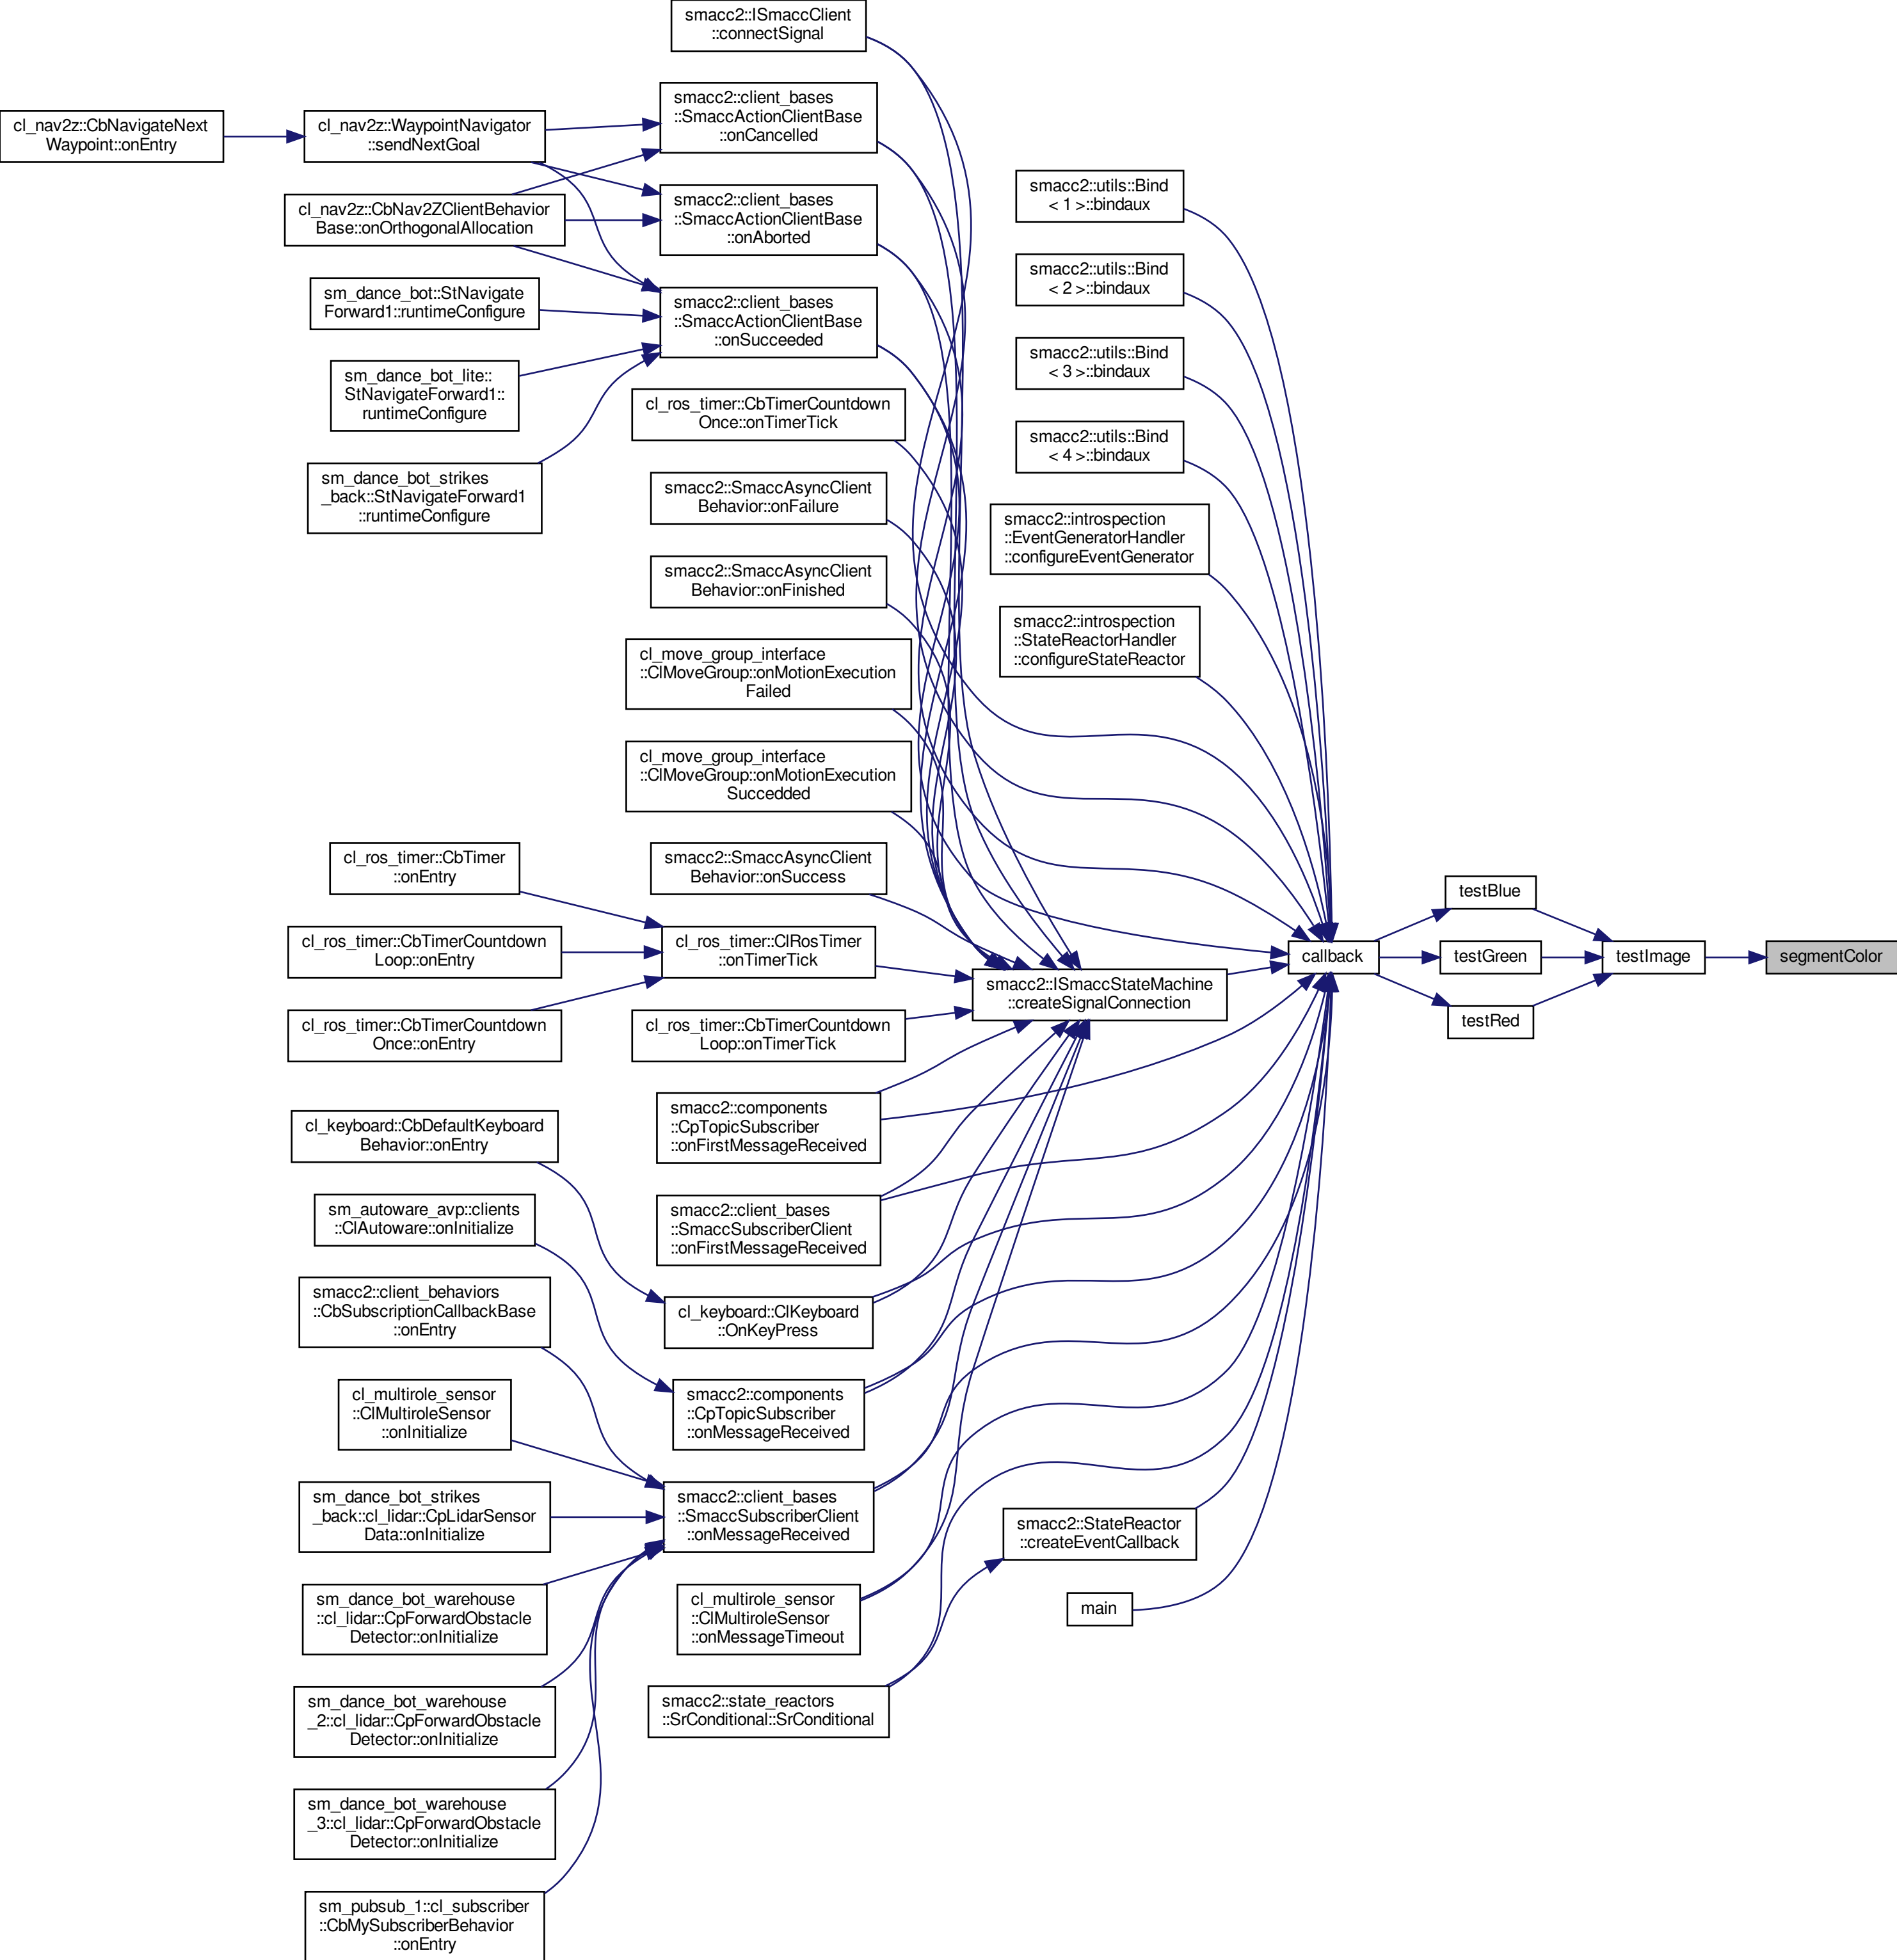 smacc2::ISmaccClient
::connectSignal
smacc2::client_bases
::SmaccActionClientBase
::onCancelled
cl_nav2z::CbNavigateNext
Waypoint::onEntry
cl_nav2z::WaypointNavigator
::sendNextGoal
smacc2::client_bases
::SmaccActionClientBase
::onAborted
cl_nav2z::CbNav2ZClientBehavior
Base::onOrthogonalAllocation
sm_dance_bot::StNavigate
Forward1::runtimeConfigure
smacc2::client_bases
::SmaccActionClientBase
::onSucceeded
sm_dance_bot_lite::
StNavigateForward1::
runtimeConfigure
sm_dance_bot_strikes
_back::StNavigateForward1
::runtimeConfigure
cl_ros_timer::CbTimerCountdown
Once::onTimerTick
smacc2::SmaccAsyncClient
Behavior::onFailure
smacc2::SmaccAsyncClient
Behavior::onFinished
cl_move_group_interface
::ClMoveGroup::onMotionExecution
Failed
cl_move_group_interface
::ClMoveGroup::onMotionExecution
Succedded
smacc2::SmaccAsyncClient
Behavior::onSuccess
cl_ros_timer::CbTimer
::onEntry
cl_ros_timer::CbTimerCountdown
Loop::onEntry
cl_ros_timer::CbTimerCountdown
Once::onEntry
cl_ros_timer::ClRosTimer
::onTimerTick
cl_ros_timer::CbTimerCountdown
Loop::onTimerTick
smacc2::components
::CpTopicSubscriber
::onFirstMessageReceived
smacc2::client_bases
::SmaccSubscriberClient
::onFirstMessageReceived
cl_keyboard::CbDefaultKeyboard
Behavior::onEntry
sm_autoware_avp::clients
::ClAutoware::onInitialize
smacc2::client_behaviors
::CbSubscriptionCallbackBase
::onEntry
cl_multirole_sensor
::ClMultiroleSensor
::onInitialize
sm_dance_bot_strikes
_back::cl_lidar::CpLidarSensor
Data::onInitialize
sm_dance_bot_warehouse
::cl_lidar::CpForwardObstacle
Detector::onInitialize
sm_dance_bot_warehouse
_2::cl_lidar::CpForwardObstacle
Detector::onInitialize
sm_dance_bot_warehouse
_3::cl_lidar::CpForwardObstacle
Detector::onInitialize
sm_pubsub_1::cl_subscriber
::CbMySubscriberBehavior
::onEntry
cl_keyboard::ClKeyboard
::OnKeyPress
smacc2::components
::CpTopicSubscriber
::onMessageReceived
smacc2::client_bases
::SmaccSubscriberClient
::onMessageReceived
cl_multirole_sensor
::ClMultiroleSensor
::onMessageTimeout
smacc2::state_reactors
::SrConditional::SrConditional
smacc2::utils::Bind
< 1 >::bindaux
smacc2::utils::Bind
< 2 >::bindaux
smacc2::utils::Bind
< 3 >::bindaux
smacc2::utils::Bind
< 4 >::bindaux
smacc2::introspection
::EventGeneratorHandler
::configureEventGenerator
smacc2::introspection
::StateReactorHandler
::configureStateReactor
smacc2::ISmaccStateMachine
::createSignalConnection
smacc2::StateReactor
::createEventCallback
main
callback
testBlue
testGreen
testRed
testImage
segmentColor